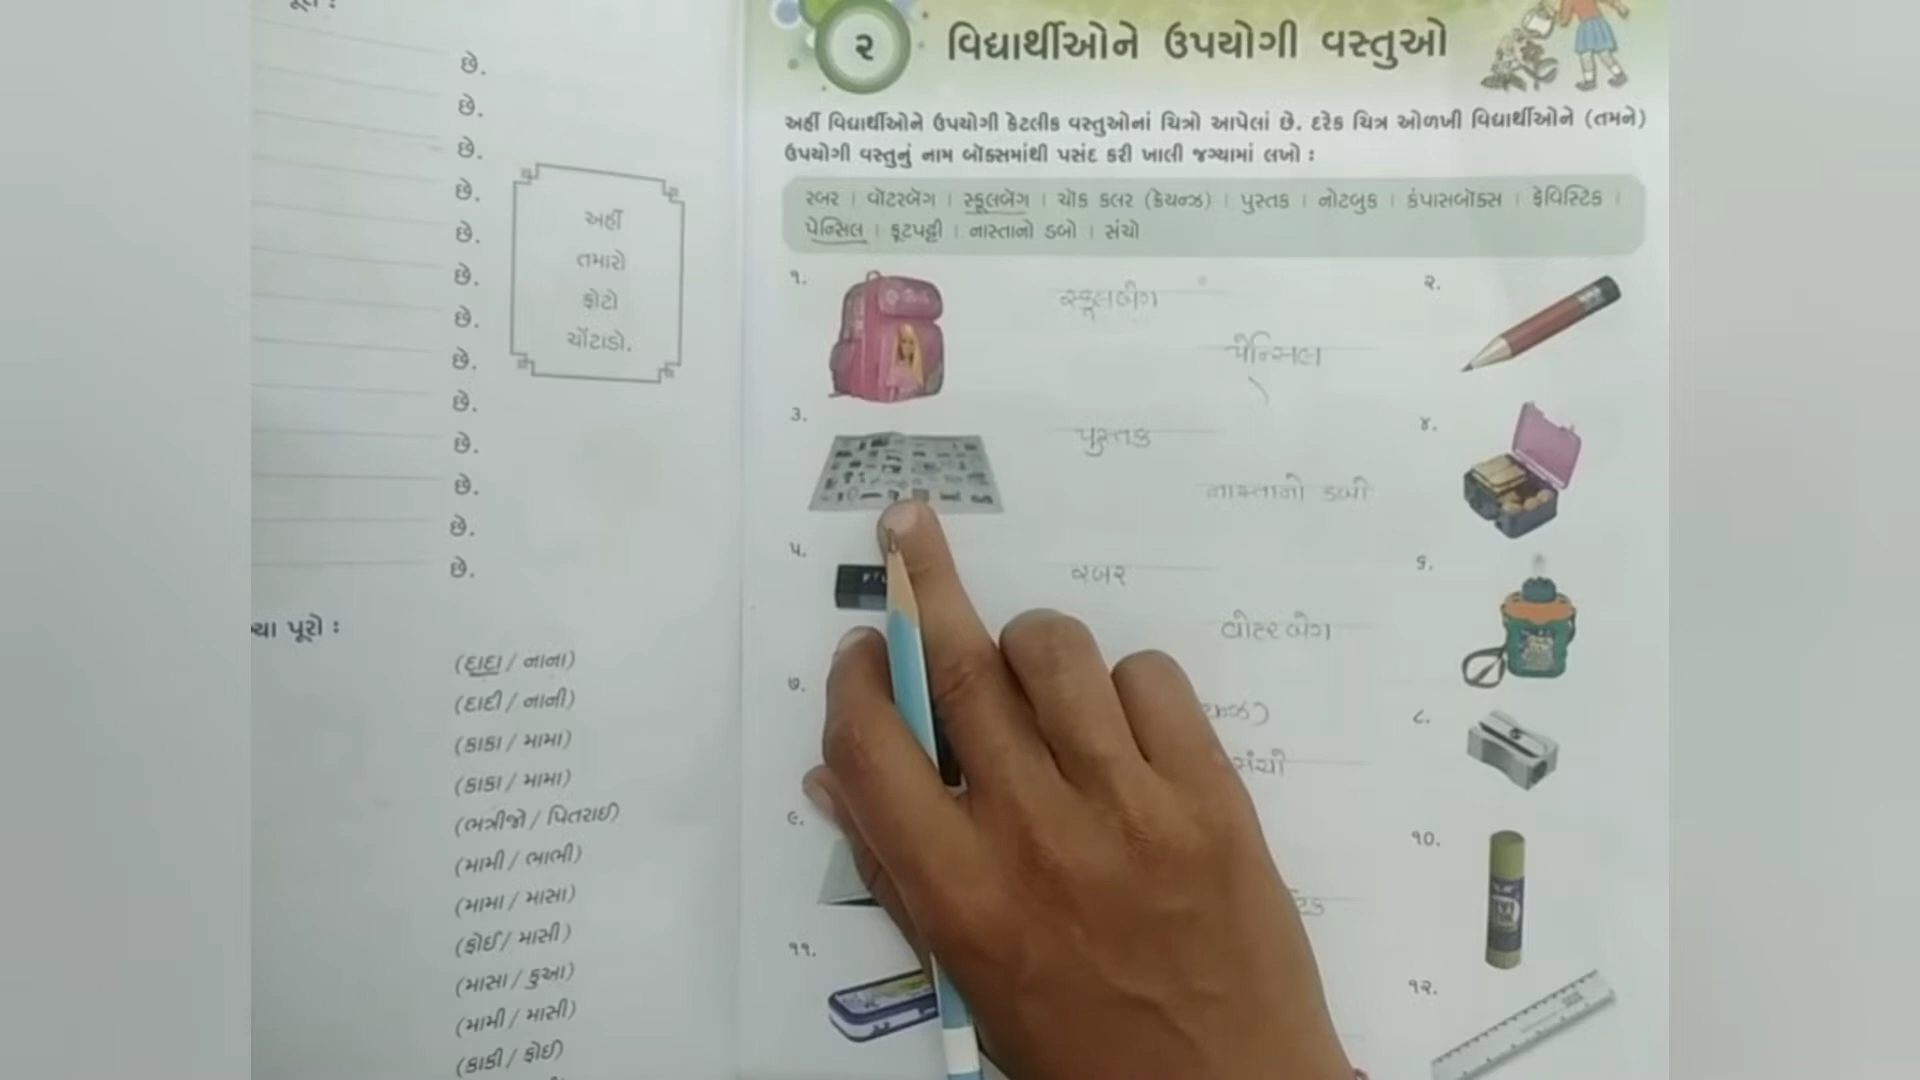 છે.
છે.
છે.
છે.
છે.
છે.
છે.
છે.
છે.
છે.
છે.
છે.
છે.
અહીં
તમારો
ફોટો
ચોંટાડો.
પૂરો :
(દાદા / નાના)
(દાદી / નાની)
(કાકા / મામા)
(કાકા / મામા)
(ભત્રીજો / પિતરાઈ)
(મામી / ભાભી)
(મામા / માસા)
(ફોઈ / માસી)
(માસા / ફુઆ)
(મામી / માસી)
(કાકી / ફોઈ)
૨ વિદ્યાર્થીઓને ઉપયોગી વસ્તુઓ
અહીં વિદ્યાર્થીઓને ઉપયોગી કેટલીક વસ્તુઓનાં ચિત્રો આપેલાં છે. દરેક ચિત્ર ઓળખી વિદ્યાર્થીઓને (તમને)
ઉપયોગી વસ્તુનું નામ બૉક્સમાંથી પસંદ કરી ખાલી જગ્યામાં લખો :
રબર | વૉટરબૅગ | સ્કૂલબૅગ | ચૉક કલર (ક્રેયન્ઝ) | પુસ્તક | નોટબુક | કંપાસબૉક્સ | ફેવિસ્ટિક |
પેન્સિલ | ફૂટપટ્ટી | નાસ્તાનો ડબો | સંચો
૧. સ્કૂલબેગ
૨. પેન્સિલ
૩. પુસ્તક
૪. નાસ્તાનો ડબો
૫. રબર
૬. વોટરબેગ
૭.
૮. સંચો
૯.
૧૦.
૧૧.
૧૨.